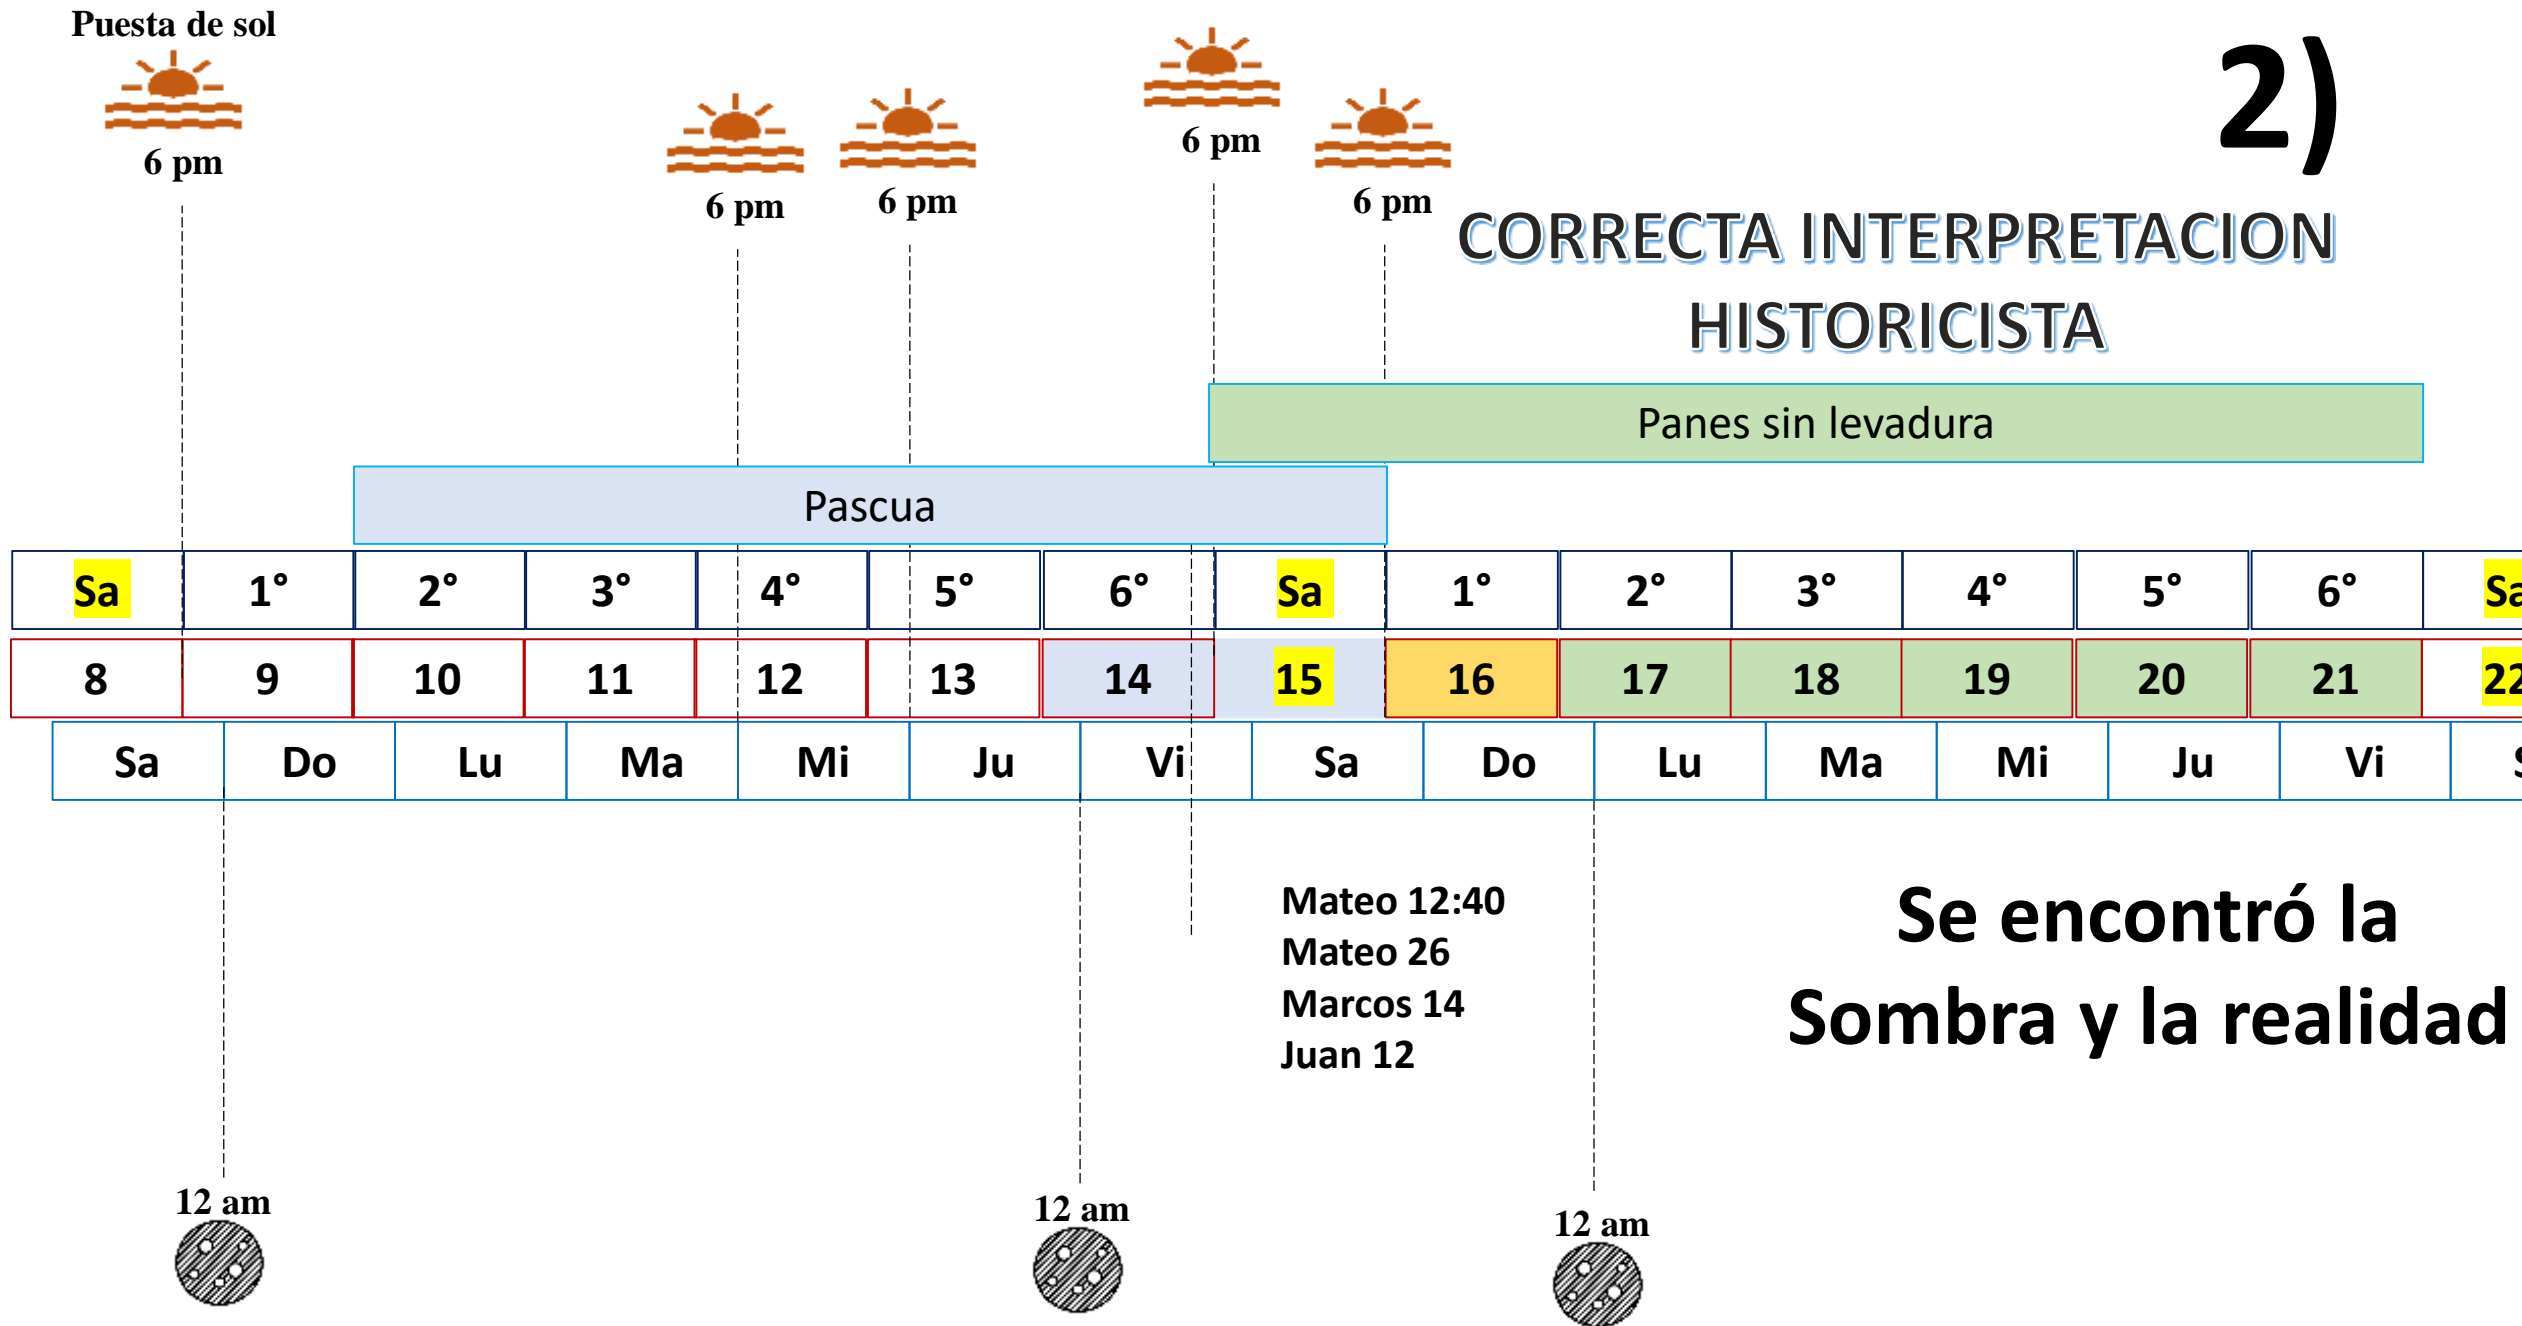 Puesta de sol
6 pm
6 pm
6 pm
6 pm
6 pm
2)
CORRECTA INTERPRETACION
HISTORICISTA
Panes sin levadura
Pascua
Sa 1° 2° 3° 4° 5° 6° Sa 1° 2° 3° 4° 5° 6° Sa
8 9 10 11 12 13 14 15 16 17 18 19 20 21 22
Sa Do Lu Ma Mi Ju Vi Sa Do Lu Ma Mi Ju Vi S
Mateo 12:40
Mateo 26
Marcos 14
Juan 12
Se encontró la
Sombra y la realidad
12 am
12 am
12 am